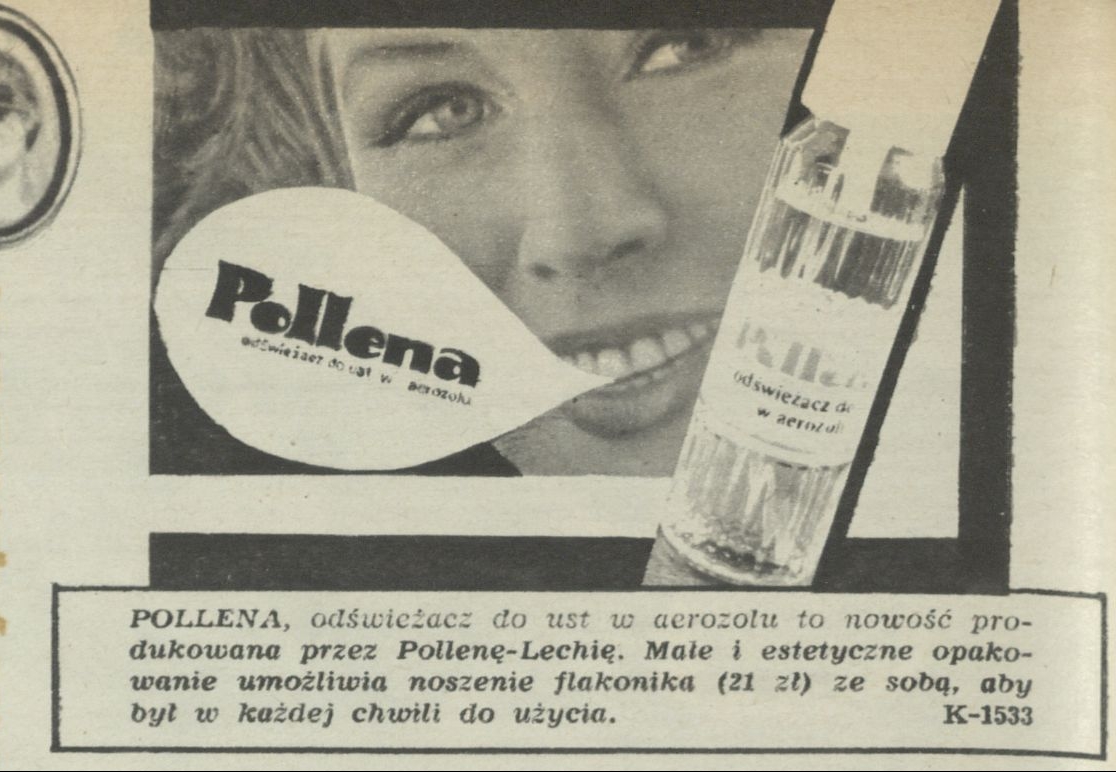 Pollena
odświeżacz do ust w aerozolu
Pollena
odświeżacz do
w aerozolu
POLLENA, odświeżacz do ust w aerozolu to nowość pro-
dukowana przez Pollenę-Lechię. Małe i estetyczne opako-
wanie umożliwia noszenie flakonika (21 zł) ze sobą, aby
był w każdej chwili do użycia. K-1533